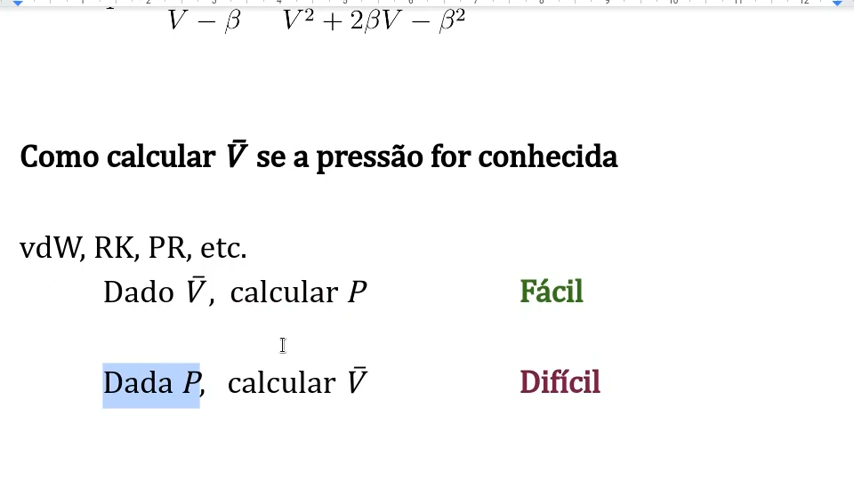 V − β V² + 2βV − β²
Como calcular V̄ se a pressão for conhecida
vdW, RK, PR, etc.
Dado V̄, calcular P Fácil
Dada P, calcular V̄ Difícil